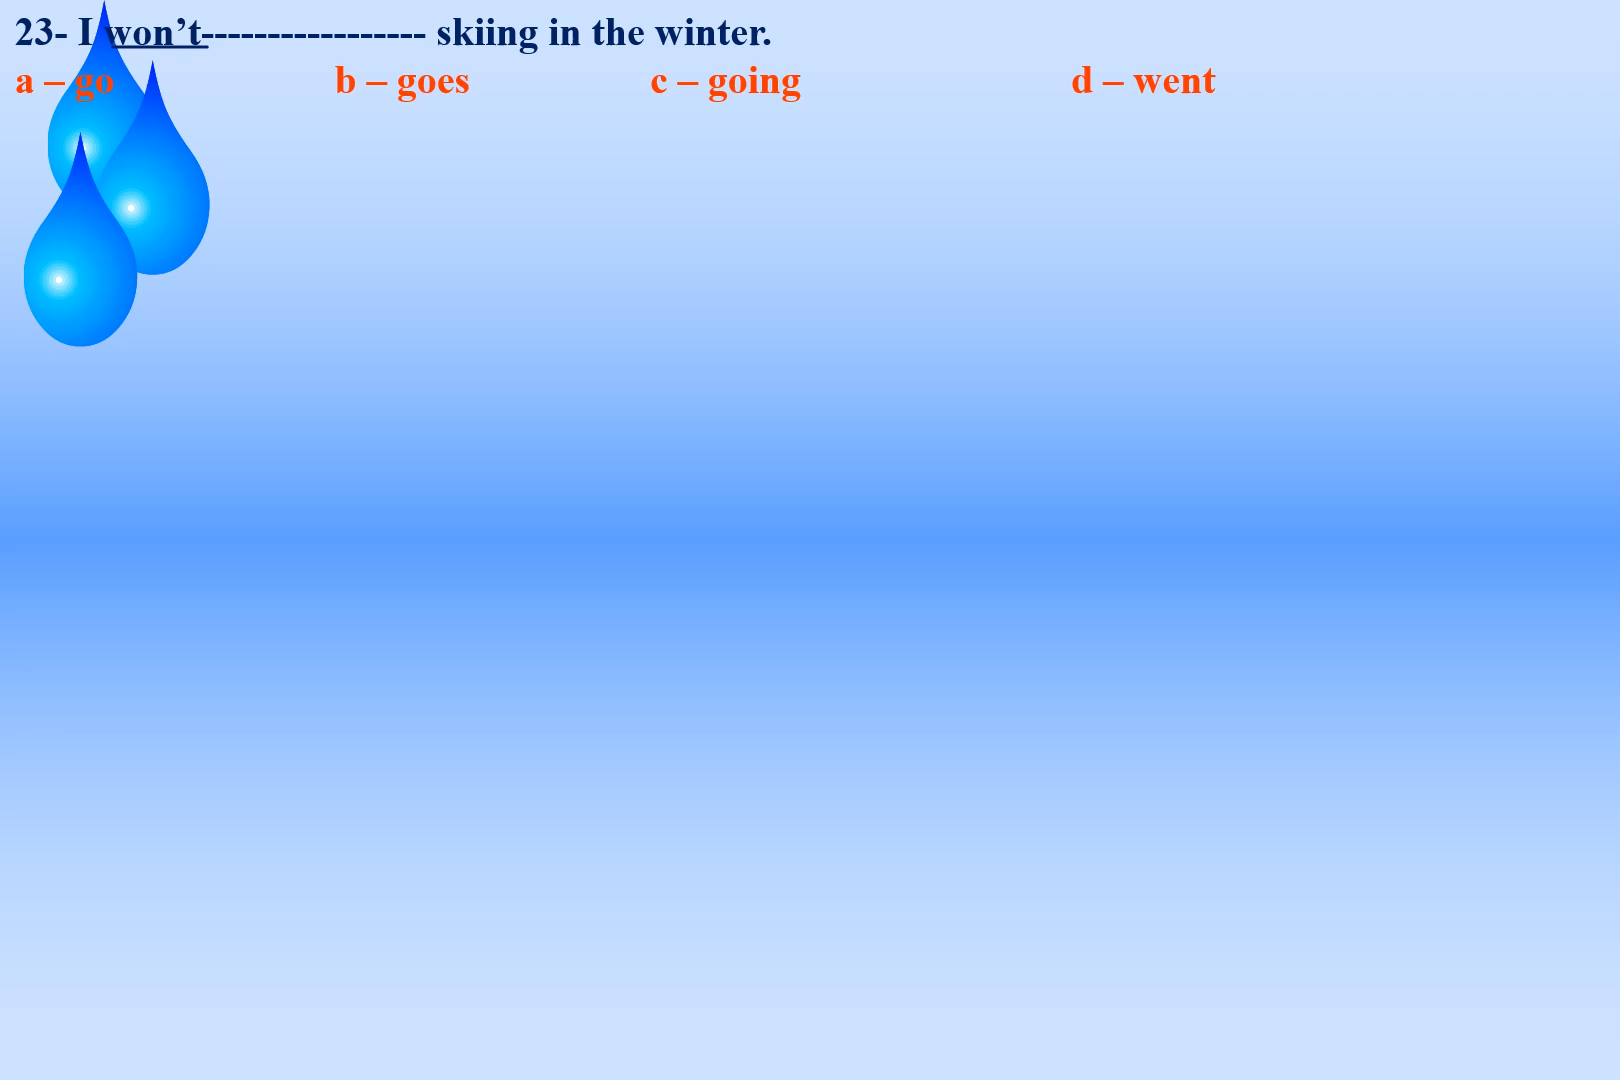 23- I won’t----------------- skiing in the winter.
a – go b – goes c – going d – went